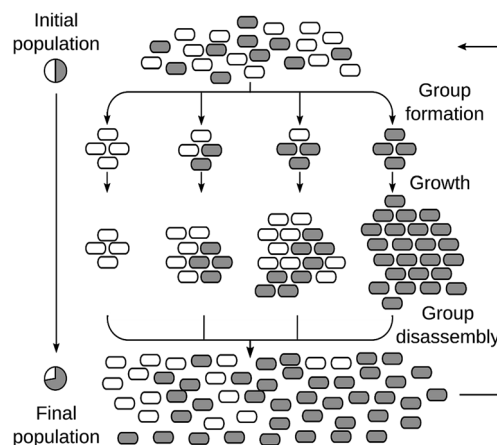 Initial
population
Group
formation
Growth
Group
disassembly
Final
population